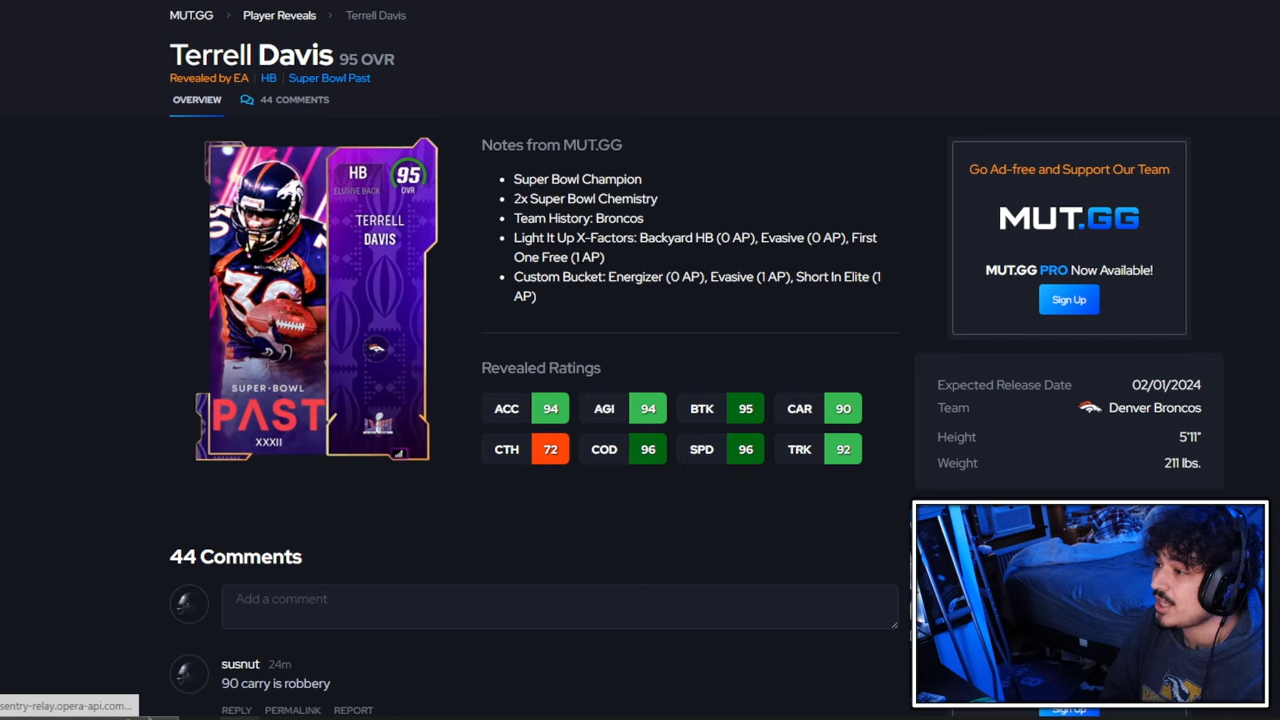 MUT.GG > Player Reveals > Terrell Davis
Terrell Davis 95 OVR
Revealed by EA | HB | Super Bowl Past
OVERVIEW 44 COMMENTS
HB
95
OVR
ELUSIVE BACK
TERRELL
DAVIS
SUPER•BOWL
PAST
XXXII
Notes from MUT.GG
• Super Bowl Champion
• 2x Super Bowl Chemistry
• Team History: Broncos
• Light It Up X-Factors: Backyard HB (0 AP), Evasive (0 AP), First
One Free (1 AP)
• Custom Bucket: Energizer (0 AP), Evasive (1 AP), Short In Elite (1
AP)
Revealed Ratings
ACC 94 AGI 94 BTK 95 CAR 90
CTH 72 COD 96 SPD 96 TRK 92
Go Ad-free and Support Our Team
MUT.GG
MUT.GG PRO Now Available!
Sign Up
Expected Release Date 02/01/2024
Team Denver Broncos
Height 5'11"
Weight 211 lbs.
44 Comments
Add a comment
susnut 24m
90 carry is robbery
REPLY PERMALINK REPORT
sentry-relay.opera-api.com...
Sign Up